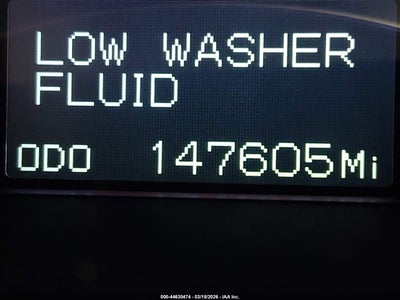 LOW WASHER
FLUID
ODO 147605Mi
000-44630474 - 03/18/2026 - IAA Inc.